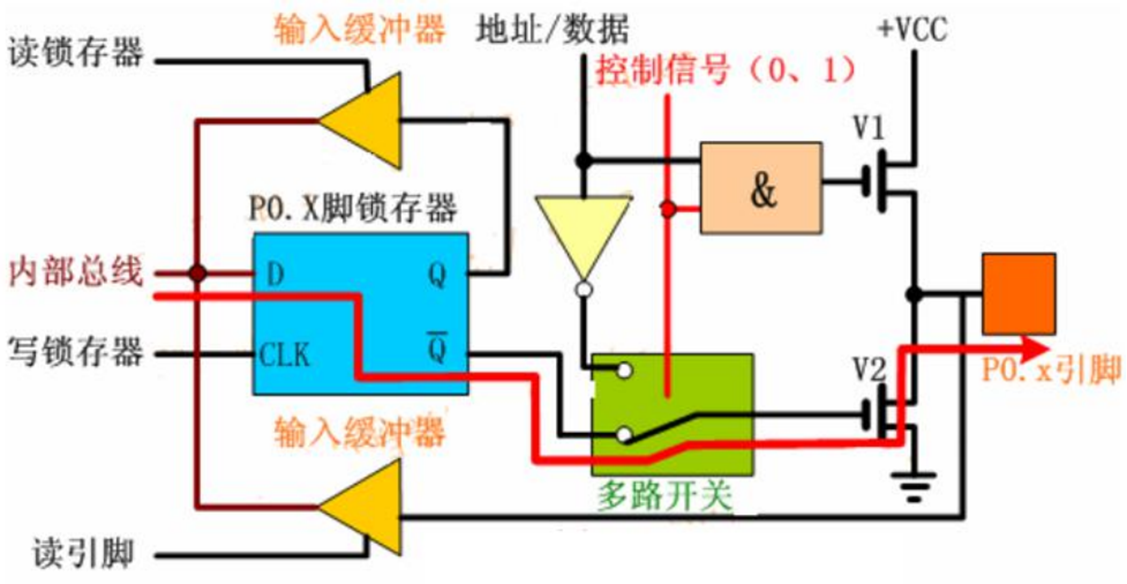 输入缓冲器
地址/数据
+VCC
读锁存器
控制信号（0、1）
V1
&
P0.X脚锁存器
内部总线
D
Q
写锁存器
CLK
Q̅
V2
P0.x引脚
输入缓冲器
多路开关
读引脚